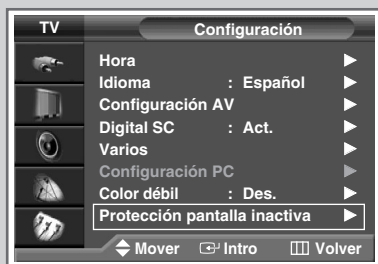 TV Configuración
Hora
Idioma : Español
Configuración AV
Digital SC : Act.
Varios
Configuración PC
Color débil : Des.
Protección pantalla inactiva
Mover Intro Volver